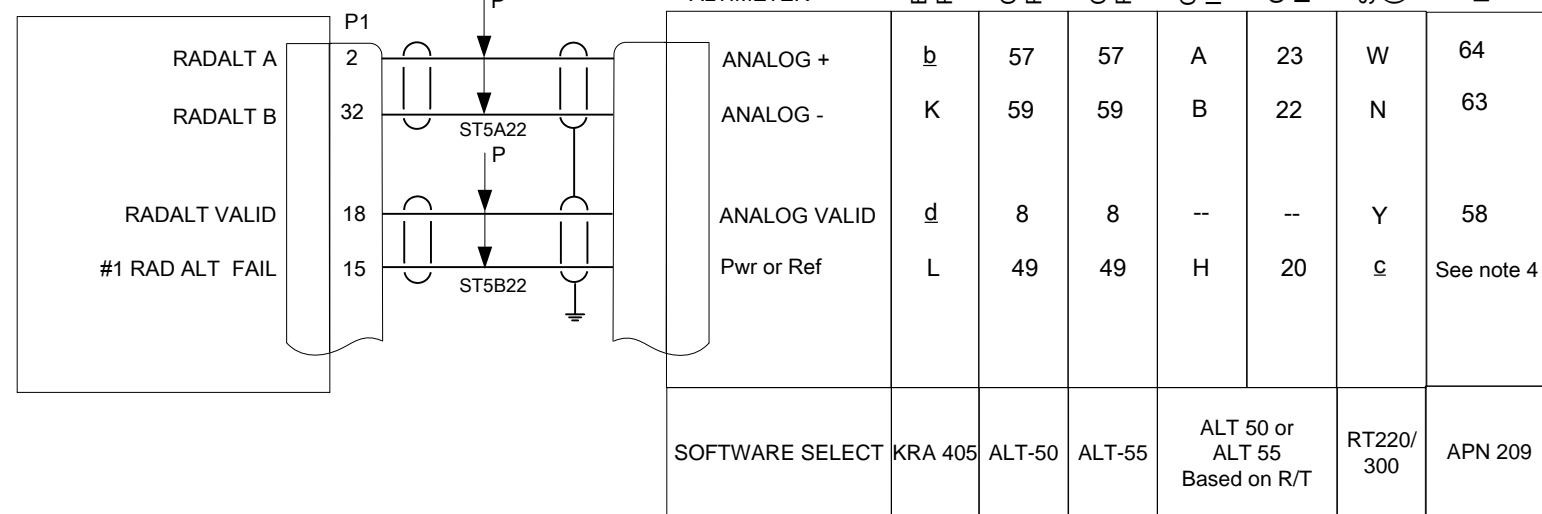 P
P1
RADALT A 2 ANALOG + b 57 57 A 23 W 64
RADALT B 32 ANALOG - K 59 59 B 22 N 63
ST5A22
P
RADALT VALID 18 ANALOG VALID d 8 8 -- -- Y 58
#1 RAD ALT FAIL 15 Pwr or Ref L 49 49 H 20 c See note 4
ST5B22
SOFTWARE SELECT KRA 405 ALT-50 ALT-55 ALT 50 or ALT 55 Based on R/T RT220/ 300 APN 209